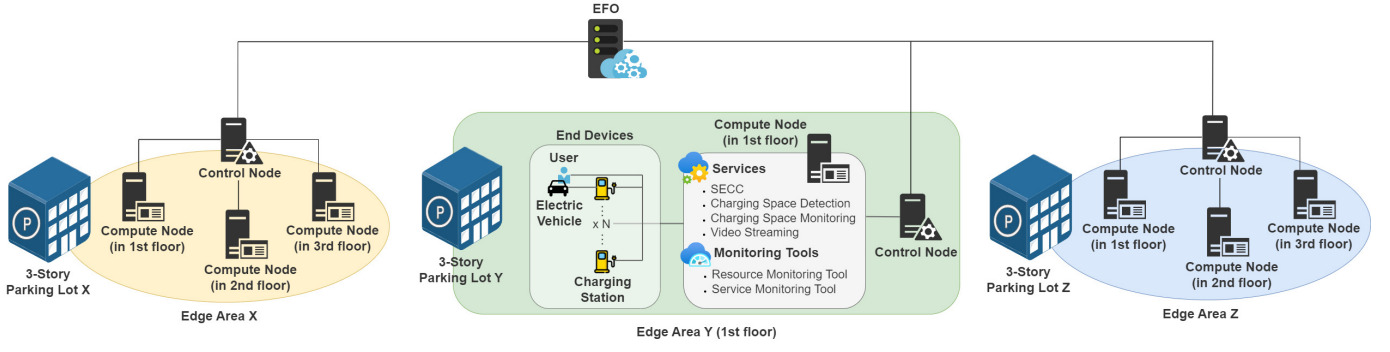 EFO
Control Node
Compute Node
(in 1st floor)
Compute Node
(in 2nd floor)
Compute Node
(in 3rd floor)
P
3-Story
Parking Lot X
Edge Area X
End Devices
User
Electric
Vehicle
x N
Charging
Station
Compute Node
(in 1st floor)
Services
SECC
Charging Space Detection
Charging Space Monitoring
Video Streaming
Monitoring Tools
Resource Monitoring Tool
Service Monitoring Tool
Control Node
P
3-Story
Parking Lot Y
Edge Area Y (1st floor)
Control Node
Compute Node
(in 1st floor)
Compute Node
(in 2nd floor)
Compute Node
(in 3rd floor)
P
3-Story
Parking Lot Z
Edge Area Z